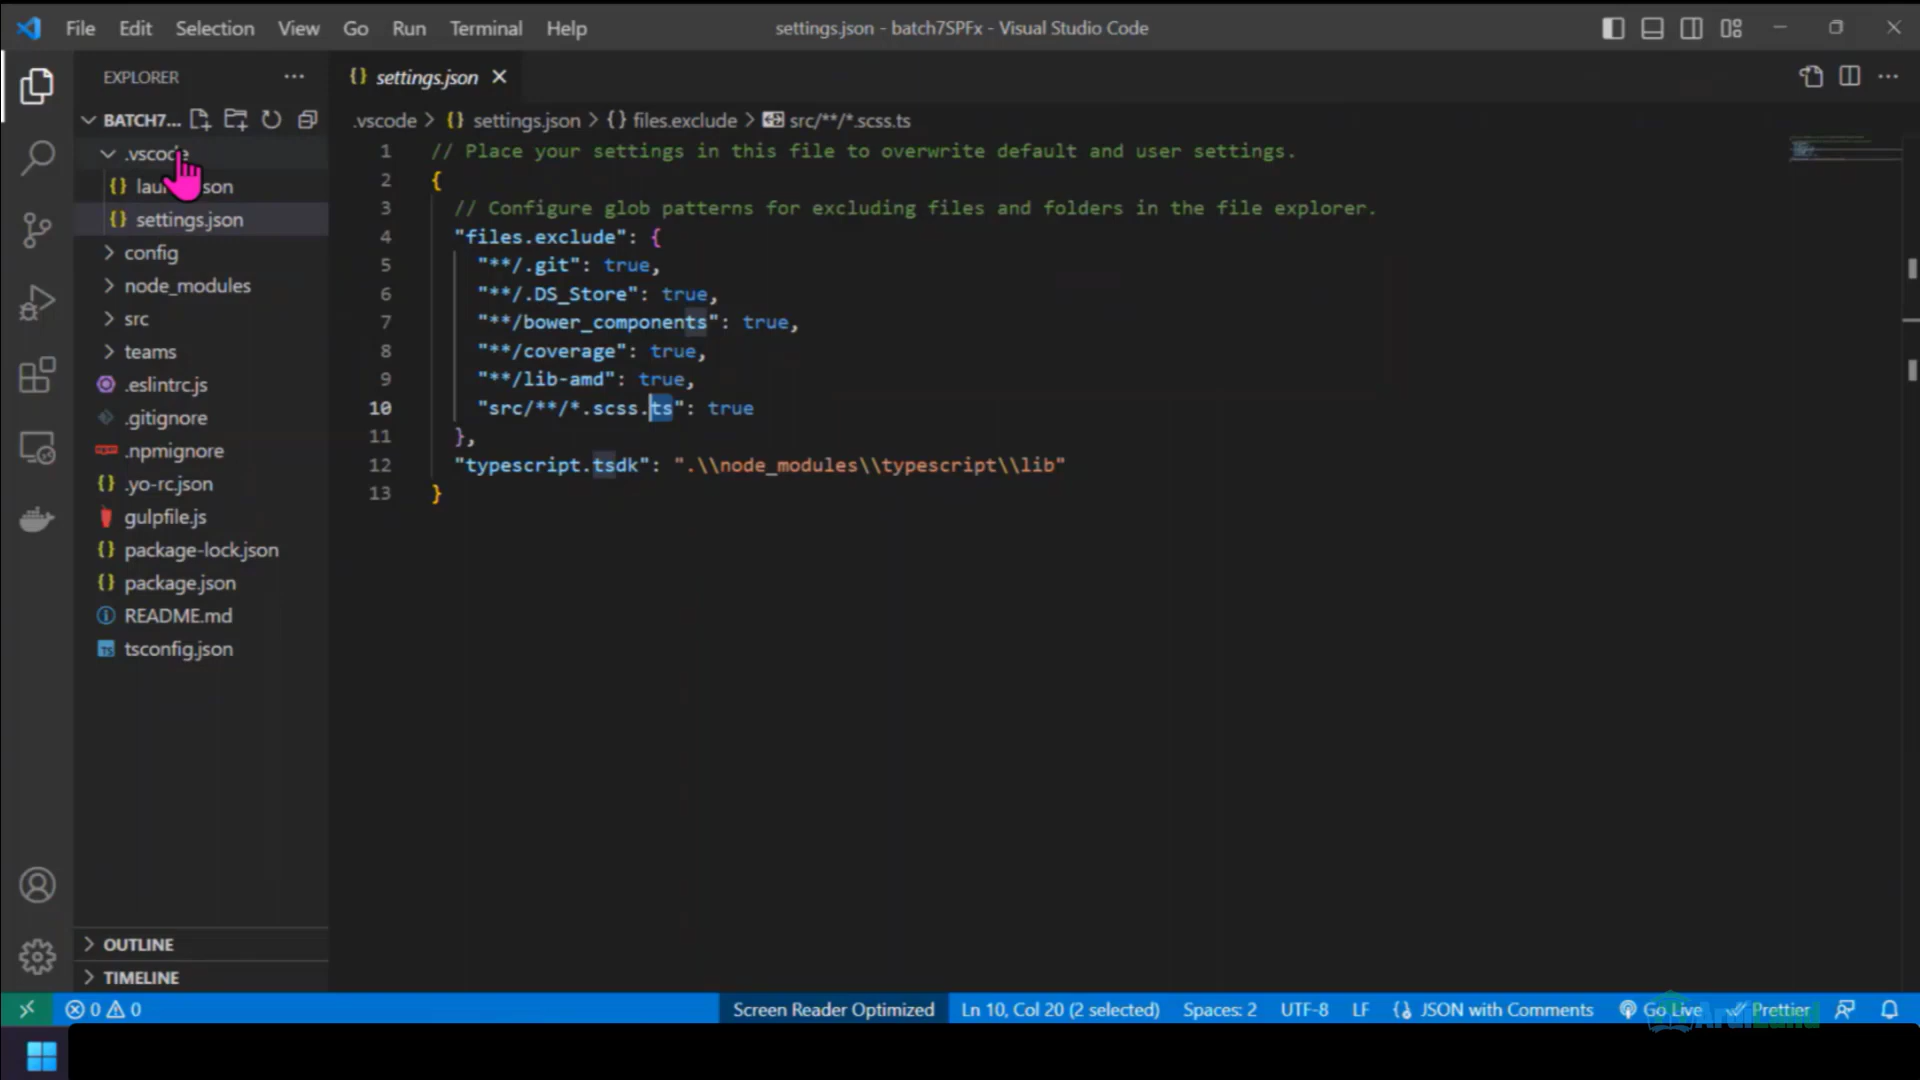 File Edit Selection View Go Run Terminal Help settings.json - batch7SPFx - Visual Studio Code
EXPLORER
BATCH7...
.vscode
settings.json
config
node_modules
src
teams
.eslintrc.js
.gitignore
.npmignore
.yo-rc.json
gulpfile.js
package-lock.json
package.json
README.md
tsconfig.json
OUTLINE
TIMELINE
settings.json
.vscode > {} settings.json > {} files.exclude > src/**/*.scss.ts
1 // Place your settings in this file to overwrite default and user settings.
2 {
3 // Configure glob patterns for excluding files and folders in the file explorer.
4 "files.exclude": {
5 "**/.git": true,
6 "**/.DS_Store": true,
7 "**/bower_components": true,
8 "**/coverage": true,
9 "**/lib-amd": true,
10 "src/**/*.scss.ts": true
11 },
12 "typescript.tsdk": ".\\node_modules\\typescript\\lib"
13 }
0 0 Screen Reader Optimized Ln 10, Col 20 (2 selected) Spaces: 2 UTF-8 LF JSON with Comments Go Live Prettier